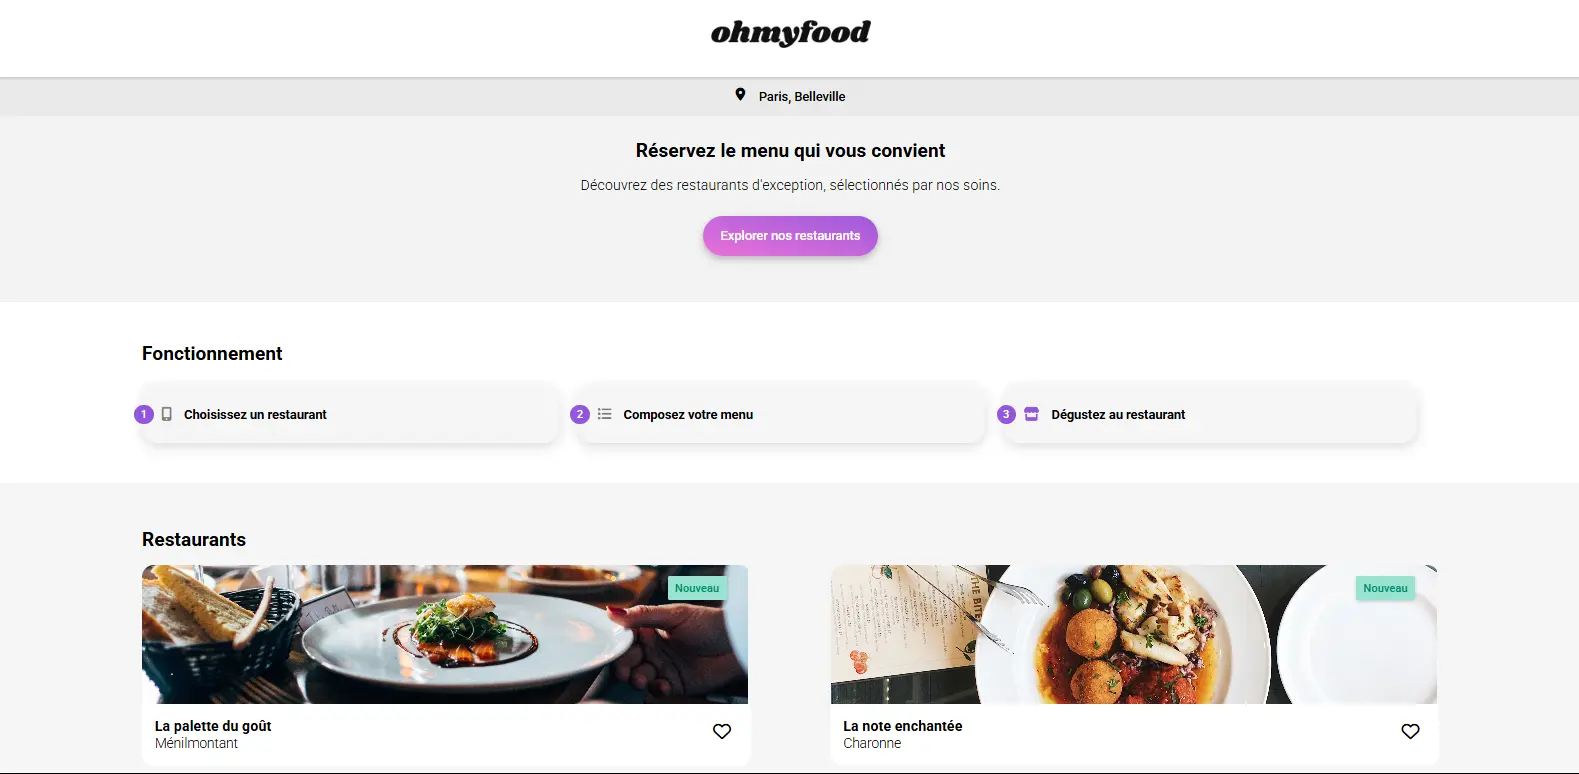 ohmyfood
Paris, Belleville
Réservez le menu qui vous convient
Découvrez des restaurants d'exception, sélectionnés par nos soins.
Explorer nos restaurants
Fonctionnement
1 Choisissez un restaurant
2 Composez votre menu
3 Dégustez au restaurant
Restaurants
Nouveau
THE BITE
Nouveau
La palette du goût
Ménilmontant
La note enchantée
Charonne